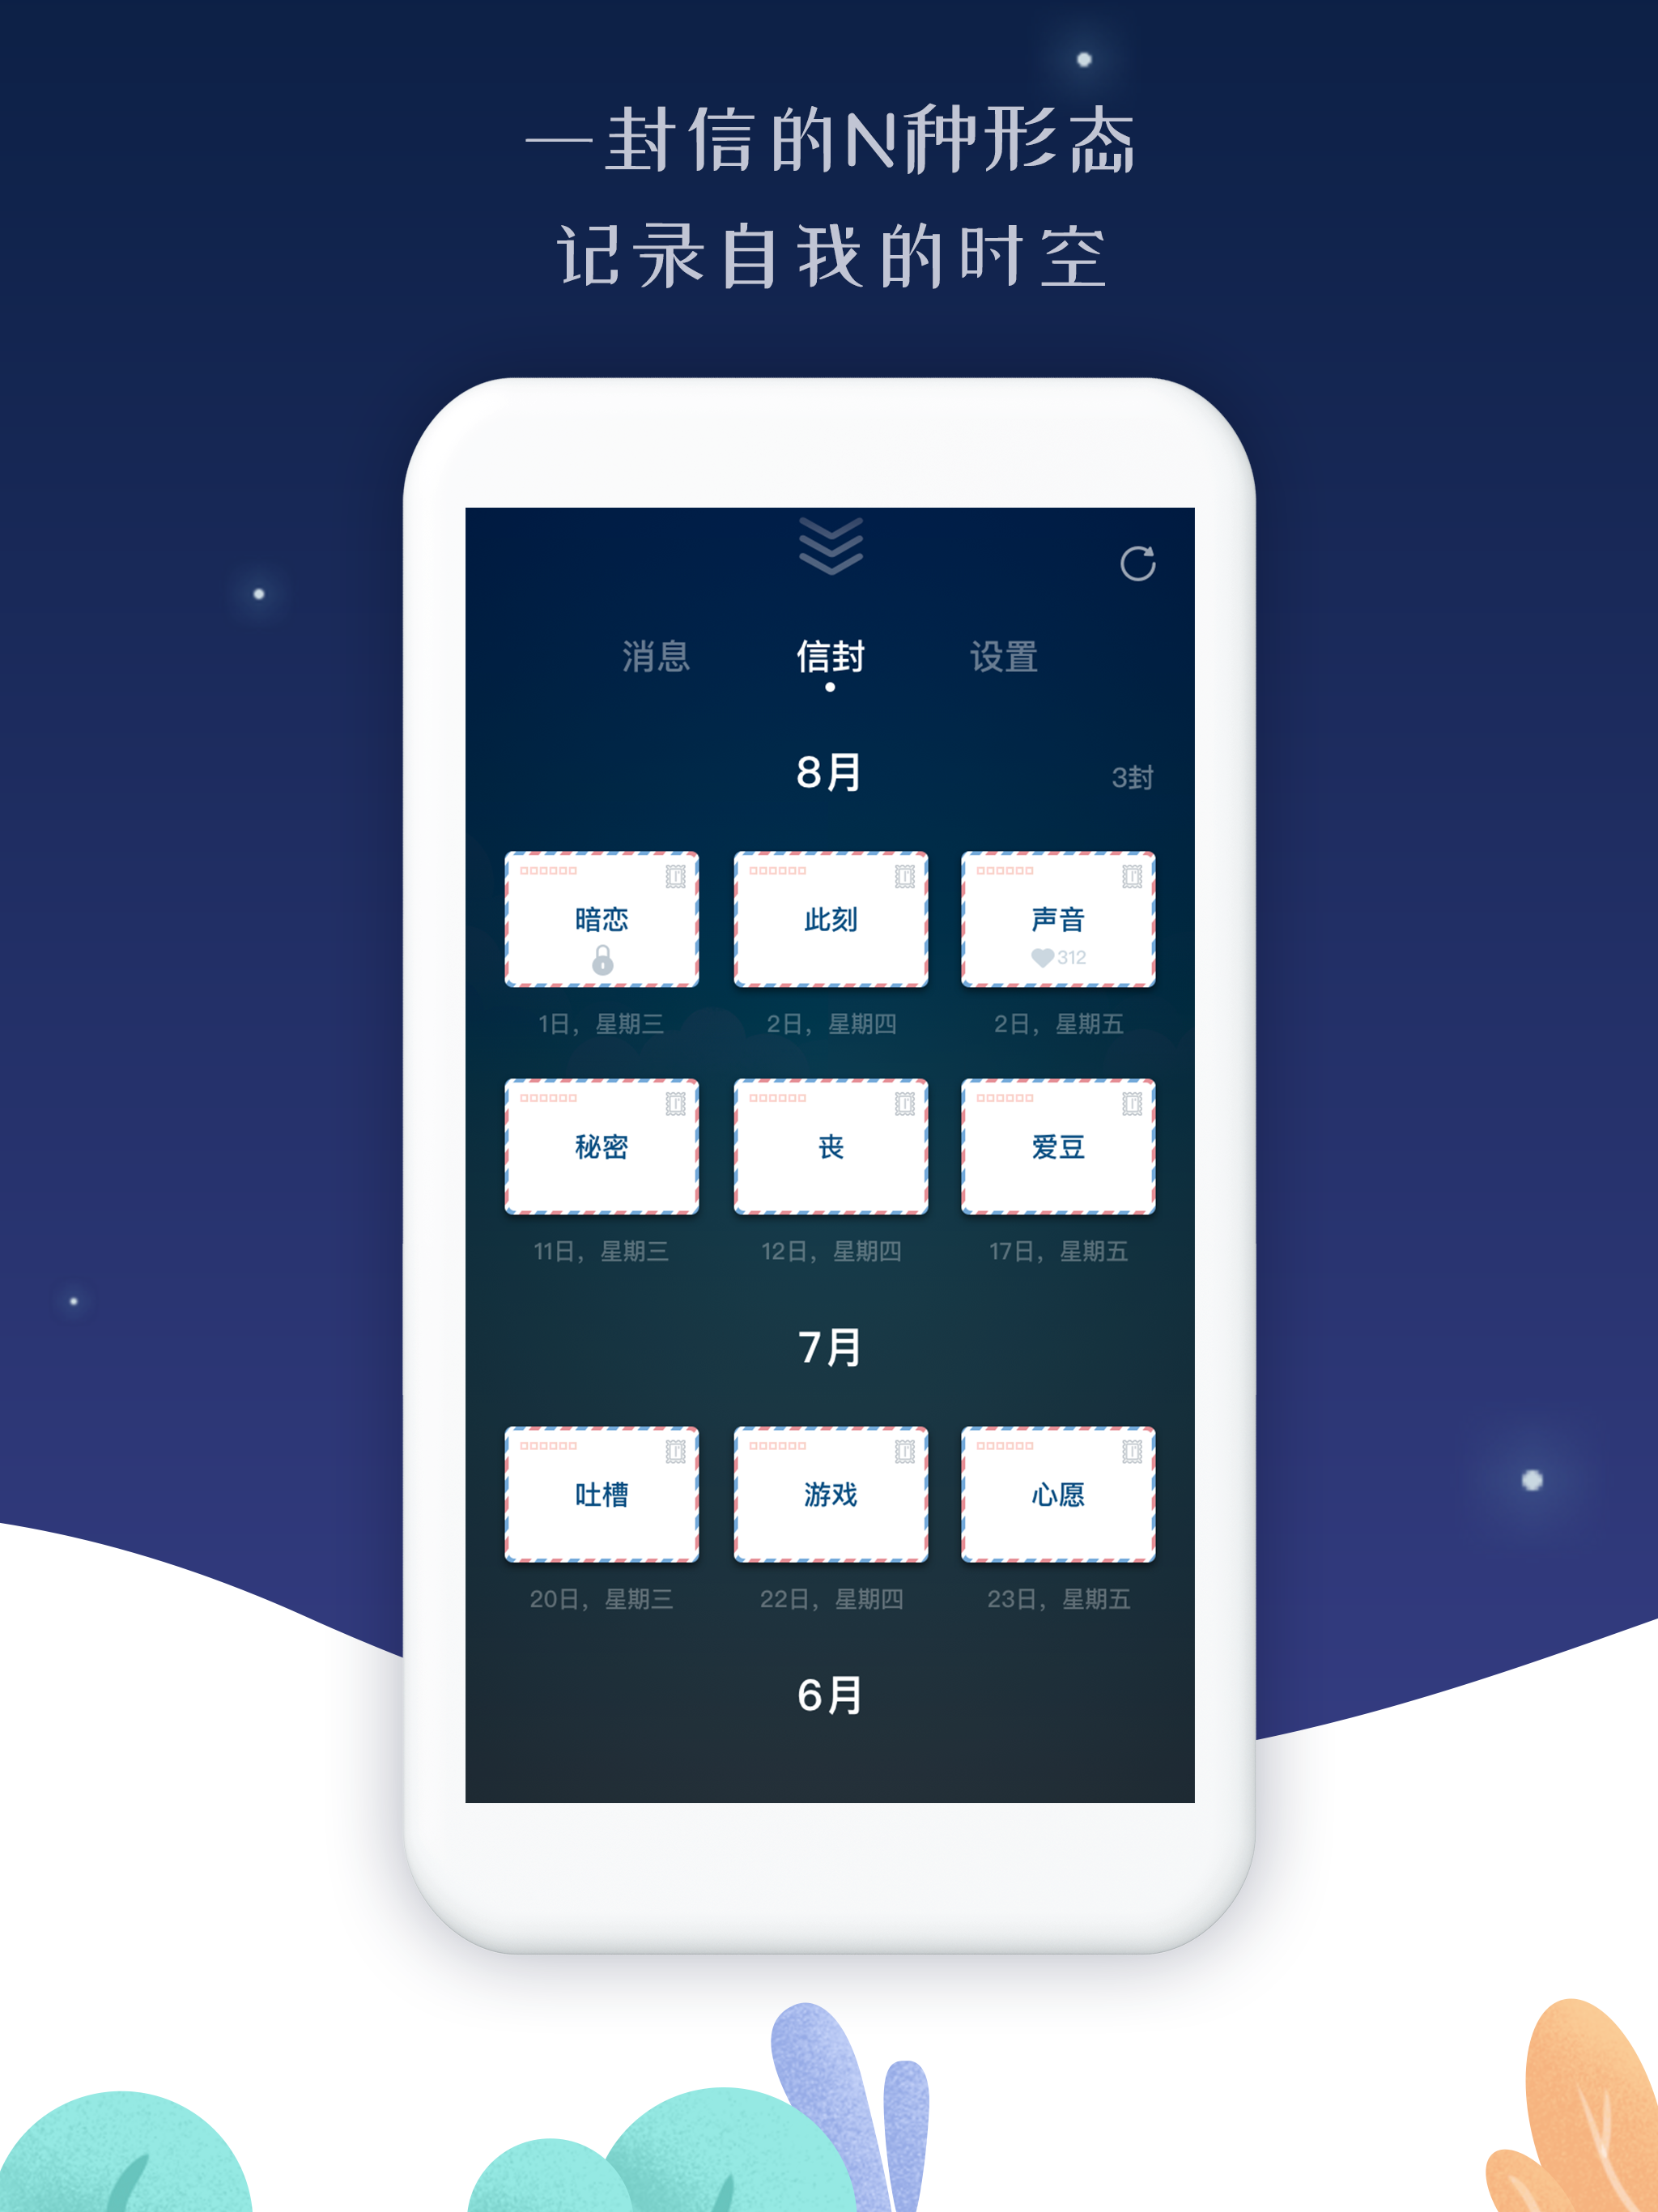 一封信的N种形态
记录自我的时空
消息 信封 设置
8月 3封
暗恋 此刻 声音
312
1日，星期三 2日，星期四 2日，星期五
秘密 丧 爱豆
11日，星期三 12日，星期四 17日，星期五
7月
吐槽 游戏 心愿
20日，星期三 22日，星期四 23日，星期五
6月